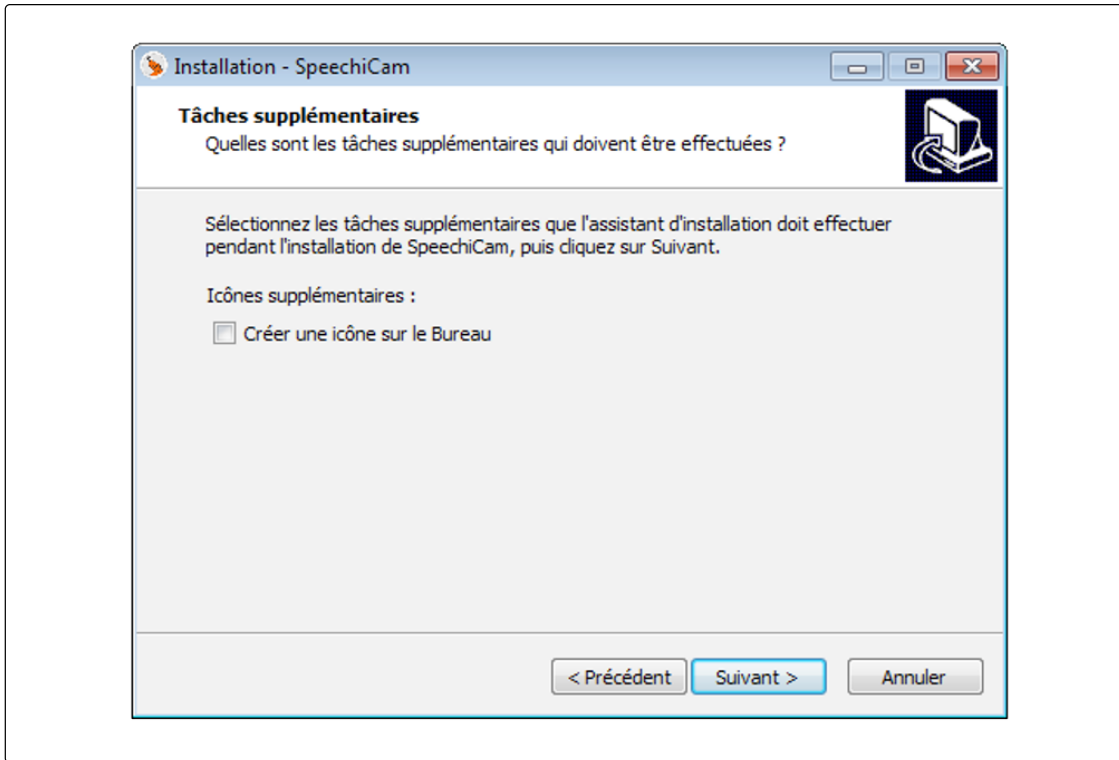 Installation - SpeechiCam
Tâches supplémentaires
Quelles sont les tâches supplémentaires qui doivent être effectuées ?
Sélectionnez les tâches supplémentaires que l'assistant d'installation doit effectuer
pendant l'installation de SpeechiCam, puis cliquez sur Suivant.
Icônes supplémentaires :
Créer une icône sur le Bureau
< Précédent Suivant > Annuler